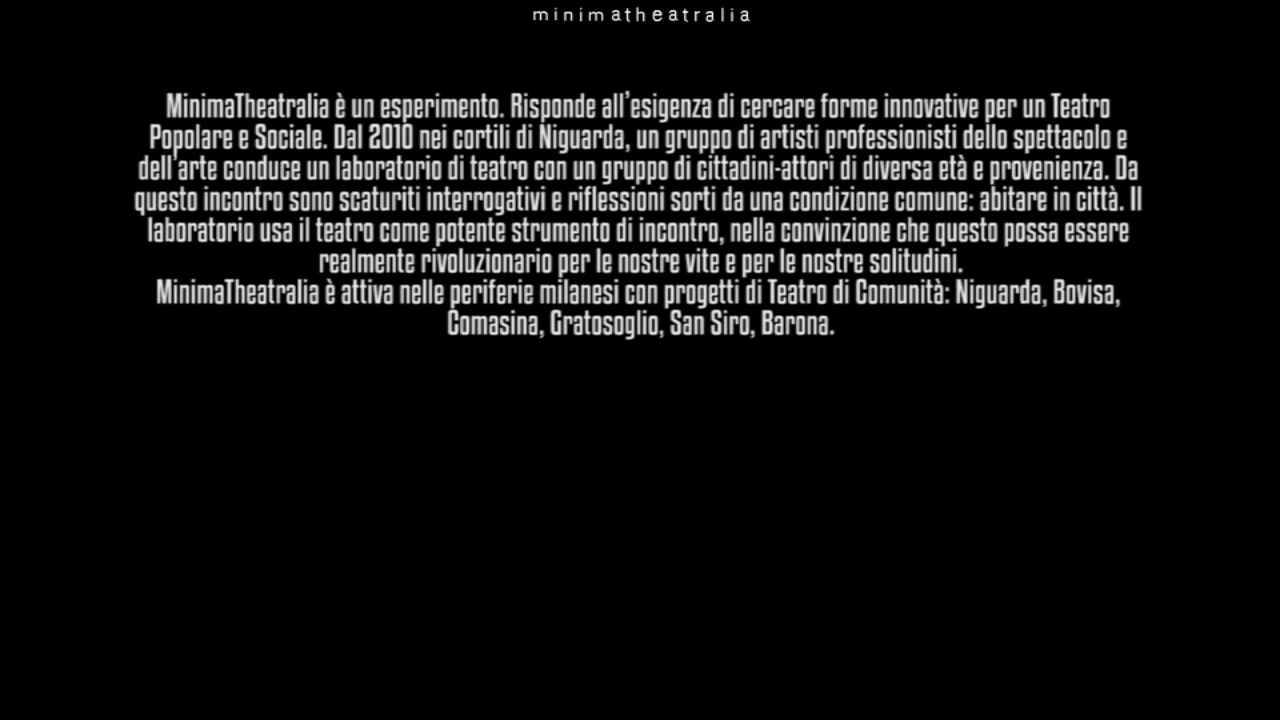 minimatheatralia
MinimaTheatralia è un esperimento. Risponde all'esigenza di cercare forme innovative per un Teatro
Popolare e Sociale. Dal 2010 nei cortili di Niguarda, un gruppo di artisti professionisti dello spettacolo e
dell'arte conduce un laboratorio di teatro con un gruppo di cittadini-attori di diversa età e provenienza. Da
questo incontro sono scaturiti interrogativi e riflessioni sorti da una condizione comune: abitare in città. Il
laboratorio usa il teatro come potente strumento di incontro, nella convinzione che questo possa essere
realmente rivoluzionario per le nostre vite e per le nostre solitudini.
MinimaTheatralia è attiva nelle periferie milanesi con progetti di Teatro di Comunità: Niguarda, Bovisa,
Comasina, Gratosoglio, San Siro, Barona.